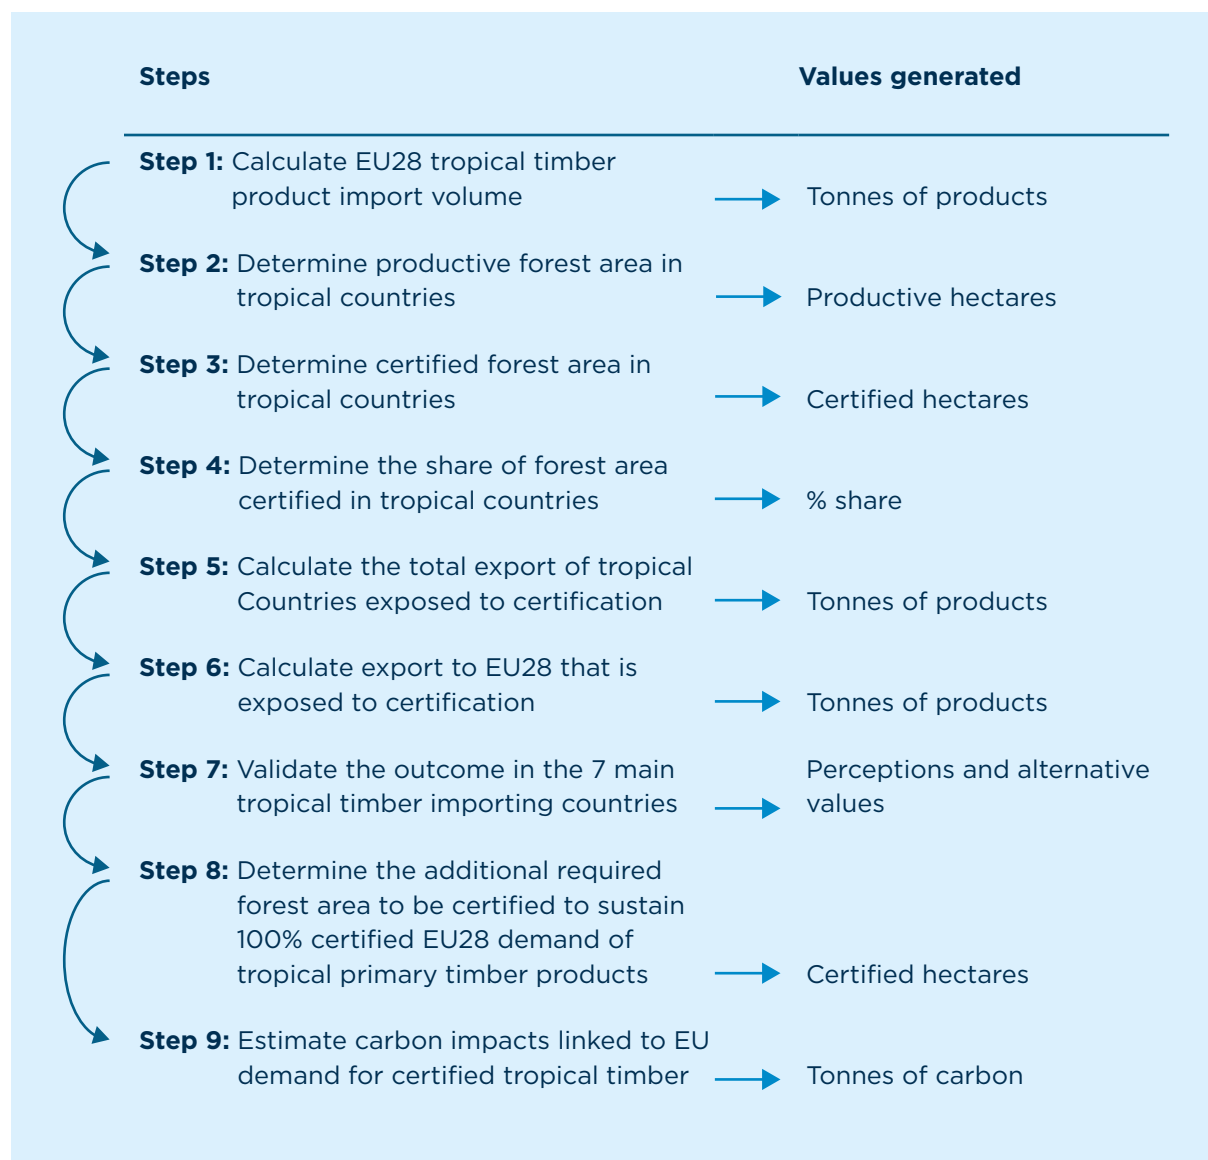 Steps
Values generated
Step 1: Calculate EU28 tropical timber
product import volume
Tonnes of products
Step 2: Determine productive forest area in
tropical countries
Productive hectares
Step 3: Determine certified forest area in
tropical countries
Certified hectares
Step 4: Determine the share of forest area
certified in tropical countries
% share
Step 5: Calculate the total export of tropical
Countries exposed to certification
Tonnes of products
Step 6: Calculate export to EU28 that is
exposed to certification
Tonnes of products
Step 7: Validate the outcome in the 7 main
tropical timber importing countries
Perceptions and alternative
values
Step 8: Determine the additional required
forest area to be certified to sustain
100% certified EU28 demand of
tropical primary timber products
Certified hectares
Step 9: Estimate carbon impacts linked to EU
demand for certified tropical timber
Tonnes of carbon